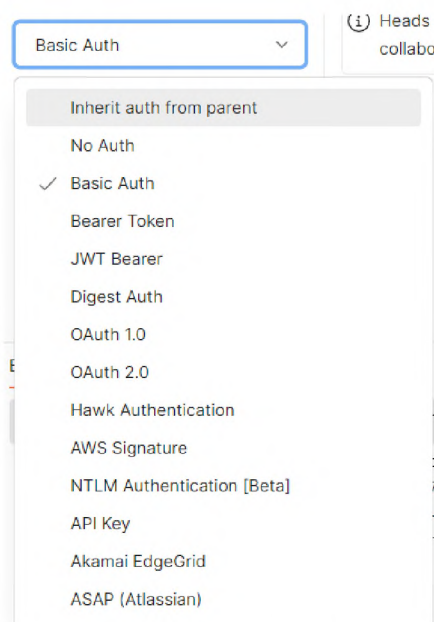 Basic Auth
Heads
collabo
Inherit auth from parent
No Auth
Basic Auth
Bearer Token
JWT Bearer
Digest Auth
OAuth 1.0
OAuth 2.0
Hawk Authentication
AWS Signature
NTLM Authentication [Beta]
API Key
Akamai EdgeGrid
ASAP (Atlassian)